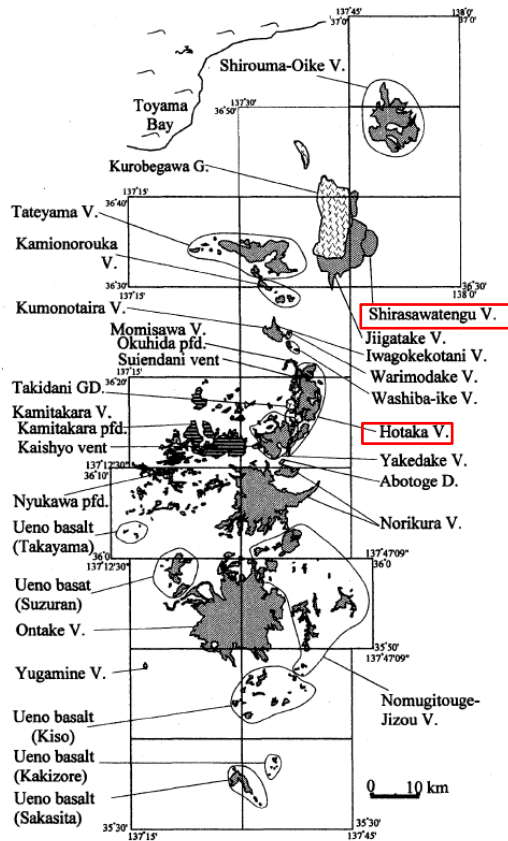 137°45'
138°0'
37°0'
37°0'
Shirouma-Oike V.
Toyama
Bay
137°30'
36°50'
Kurobegawa G.
137°15'
36°40'
Tateyama V.
Kamionorouka
V.
36°30'
137°15'
36°30'
138°0'
Kumonotaira V.
Shirasawatengu V.
Jiigatake V.
Momisawa V.
Iwagokekotani V.
Okuhida pfd.
Warimodake V.
Suiendani vent
36°20'
137°15'
Washiba-ike V.
Takidani GD.
Kamitakara V.
Kamitakara pfd.
Hotaka V.
Kaishyo vent
Yakedake V.
137°12'30"
36°10'
Abotoge D.
Nyukawa pfd.
Norikura V.
Ueno basalt
(Takayama)
36°0'
137°47'09"
137°12'30"
36°0'
Ueno basat
(Suzuran)
Ontake V.
35°50'
137°47'09"
Yugamine V.
Nomugitouge-
Jizou V.
Ueno basalt
(Kiso)
Ueno basalt
(Kakizore)
0 10 km
Ueno basalt
(Sakasita)
35°30'
137°15'
35°30'
137°45'